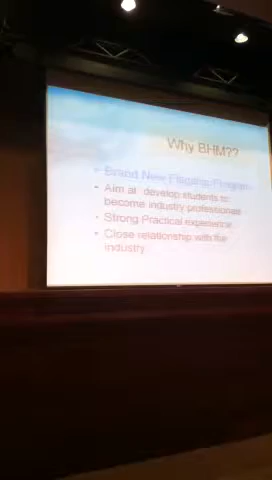 Why BHM??
• Brand New Flagship Program
• Aim at develop students to
become industry professionals
• Strong Practical experience
• Close relationship with the
industry